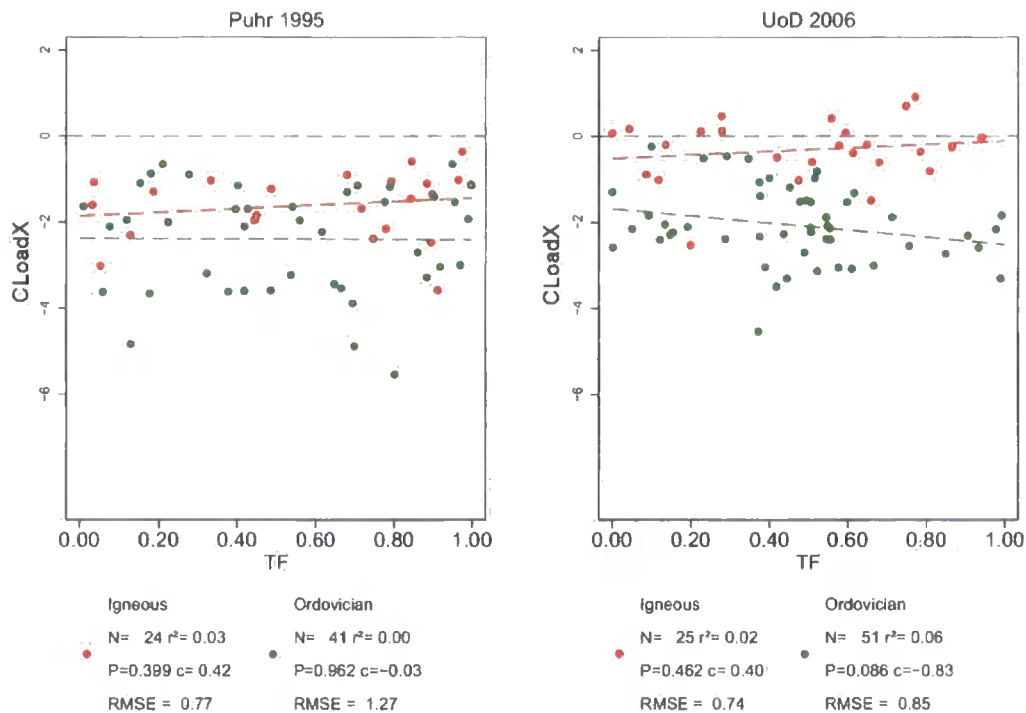 Puhr 1995
UoD 2006
2
0
-2
-4
-6
CLoadX
0.00 0.20 0.40 0.60 0.80 1.00
TF
2
0
-2
-4
-6
CLoadX
0.00 0.20 0.40 0.60 0.80 1.00
TF
Igneous
N= 24 r²= 0.03
P=0.399 c= 0.42
RMSE = 0.77
Ordovician
N= 41 r²= 0.00
P=0.962 c=-0.03
RMSE = 1.27
Igneous
N= 25 r²= 0.02
P=0.462 c= 0.40
RMSE = 0.74
Ordovician
N= 51 r²= 0.06
P=0.086 c=-0.83
RMSE = 0.85